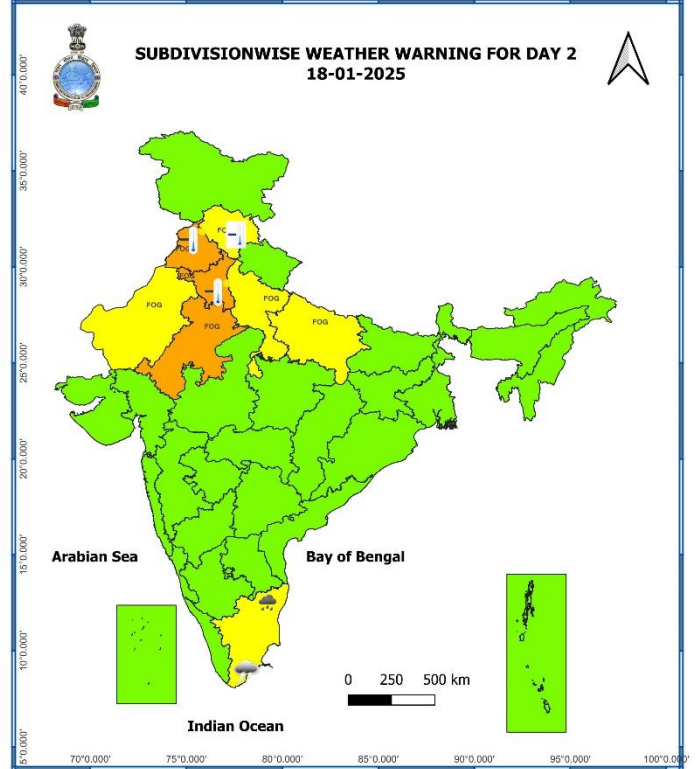 SUBDIVISIONWISE WEATHER WARNING FOR DAY 2
18-01-2025
40°0.000'
35°0.000'
30°0.000'
25°0.000'
20°0.000'
15°0.000'
10°0.000'
5°0.000'
FOG
FOG
FOG
FOG
FOG
Arabian Sea
Bay of Bengal
0 250 500 km
Indian Ocean
70°0.000' 75°0.000' 80°0.000' 85°0.000' 90°0.000' 95°0.000' 100°0.000'